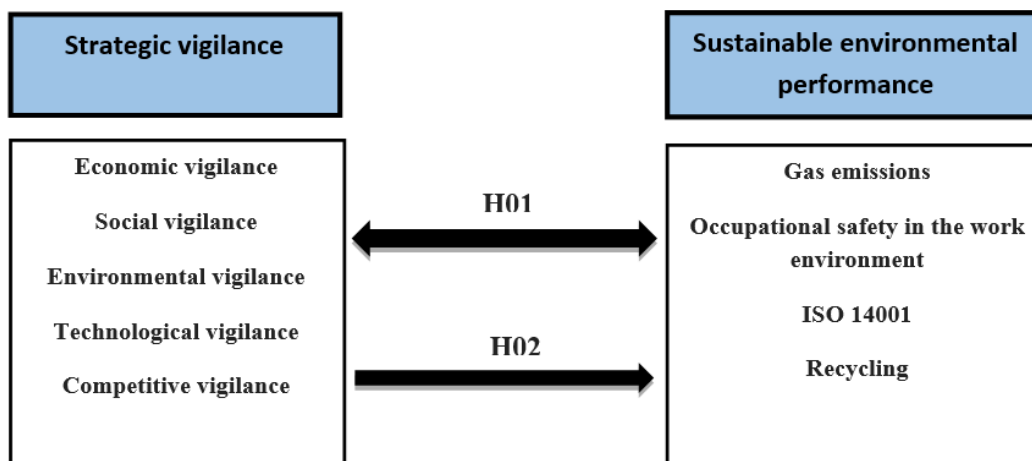 Strategic vigilance
Sustainable environmental
performance
Economic vigilance
Social vigilance
Environmental vigilance
Technological vigilance
Competitive vigilance
H01
H02
Gas emissions
Occupational safety in the work
environment
ISO 14001
Recycling